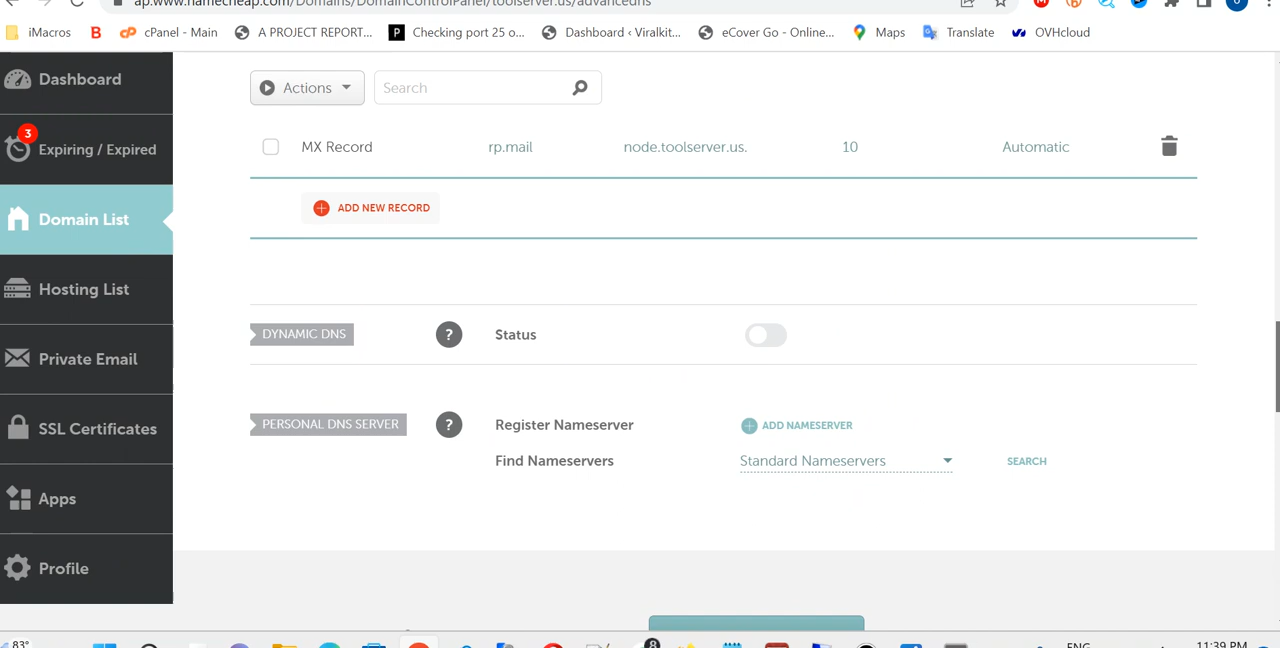 ap.www.namecheap.com/Domains/DomainControlPanel/toolserver.us/advancedns
iMacros B cPanel - Main A PROJECT REPORT... P Checking port 25 o... Dashboard ‹ Viralkit... eCover Go - Online... Maps Translate OVHcloud
Dashboard
3
Expiring / Expired
Domain List
Hosting List
Private Email
SSL Certificates
Apps
Profile
Actions Search
MX Record rp.mail node.toolserver.us. 10 Automatic
ADD NEW RECORD
DYNAMIC DNS ? Status
PERSONAL DNS SERVER ? Register Nameserver ADD NAMESERVER
Find Nameservers Standard Nameservers SEARCH
83° 8 ENG 11:39 PM